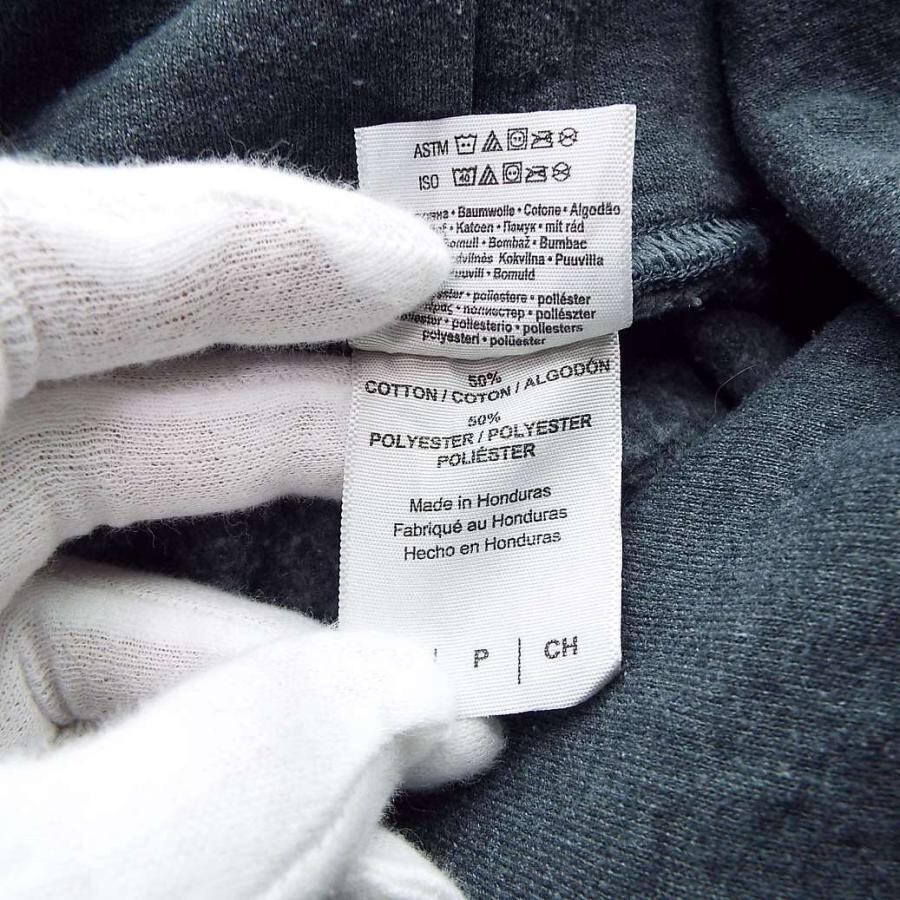 ASTM
ISO 40
Baumwolle • Cotone • Algodão
• Katoen • Памук • mit rád
Bombaž • Bumbac
Kokvilna • Puuvilla
• Bomuld
• poliestere • poliéster
• полиестер • poliészter
• poliesterio • poliesters
polyesteri • polüester
50%
COTTON / COTON / ALGODÓN
50%
POLYESTER / POLYESTER
POLIÉSTER
Made in Honduras
Fabriqué au Honduras
Hecho en Honduras
P | CH